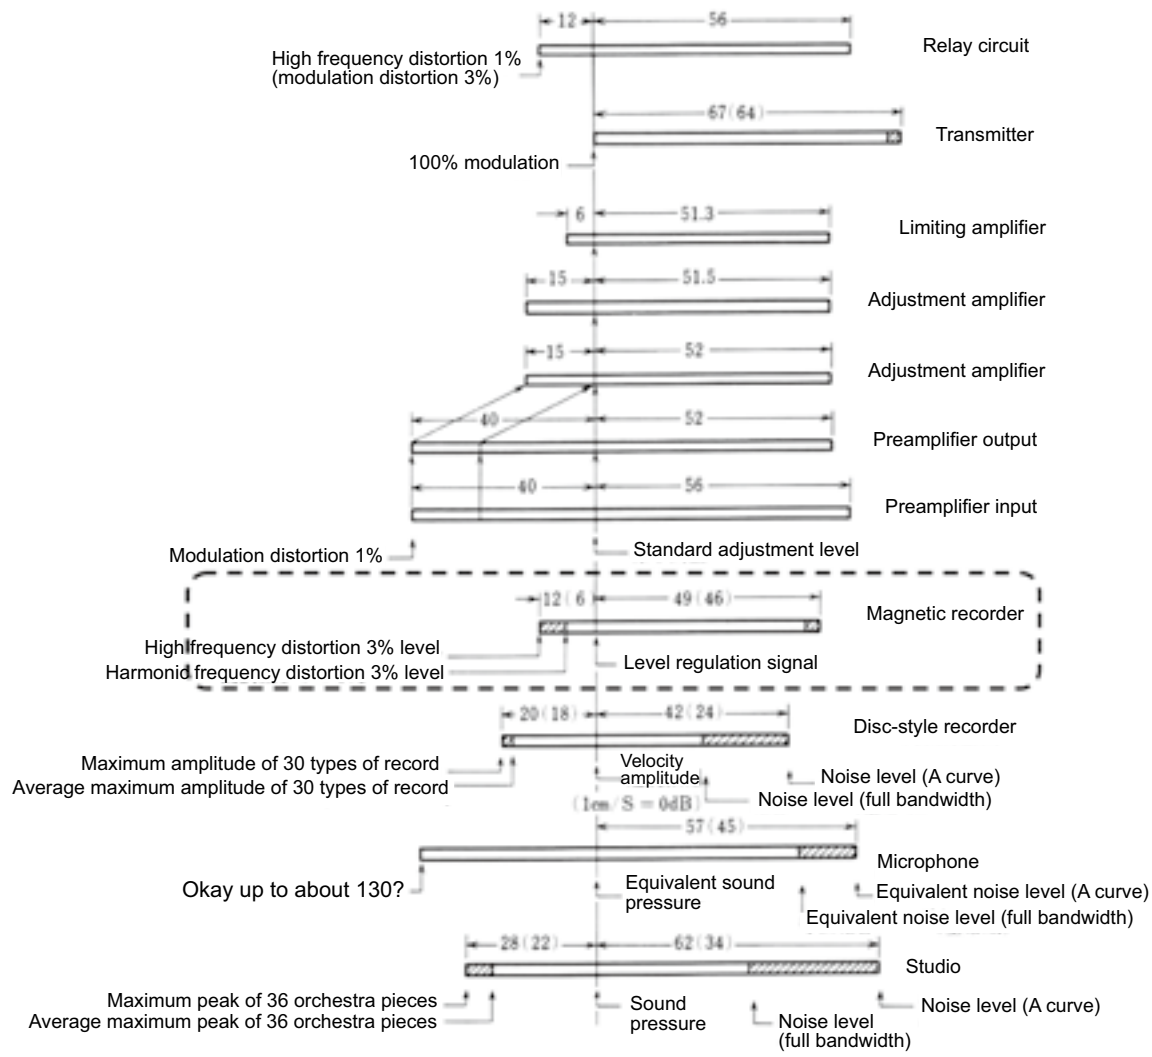 12
56
Relay circuit
High frequency distortion 1%
(modulation distortion 3%)
67(64)
Transmitter
100% modulation
6
51.3
Limiting amplifier
15
51.5
Adjustment amplifier
15
52
Adjustment amplifier
40
52
Preamplifier output
40
56
Preamplifier input
Modulation distortion 1%
Standard adjustment level
12(6
49(46)
Magnetic recorder
High frequency distortion 3% level
Harmonid frequency distortion 3% level
Level regulation signal
20(18)
42(24)
Disc-style recorder
Maximum amplitude of 30 types of record
Average maximum amplitude of 30 types of record
Velocity
amplitude
Noise level (A curve)
Noise level (full bandwidth)
(1cm/S = 0dB)
57(45)
Microphone
Okay up to about 130?
Equivalent sound
pressure
Equivalent noise level (A curve)
Equivalent noise level (full bandwidth)
28(22)
62(34)
Studio
Maximum peak of 36 orchestra pieces
Average maximum peak of 36 orchestra pieces
Sound
pressure
Noise level (A curve)
Noise level
(full bandwidth)